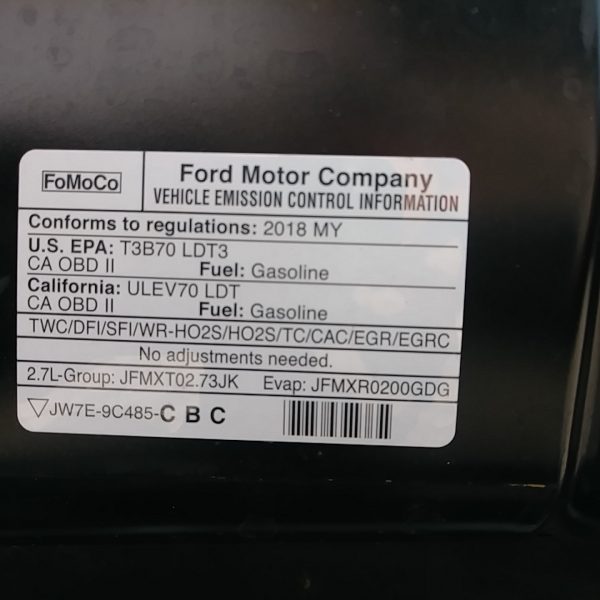 FoMoCo
Ford Motor Company
VEHICLE EMISSION CONTROL INFORMATION
Conforms to regulations: 2018 MY
U.S. EPA: T3B70 LDT3
CA OBD II Fuel: Gasoline
California: ULEV70 LDT
CA OBD II Fuel: Gasoline
TWC/DFI/SFI/WR-HO2S/HO2S/TC/CAC/EGR/EGRC
No adjustments needed.
2.7L-Group: JFMXT02.73JK Evap: JFMXR0200GDG
▽JW7E-9C485-C B C